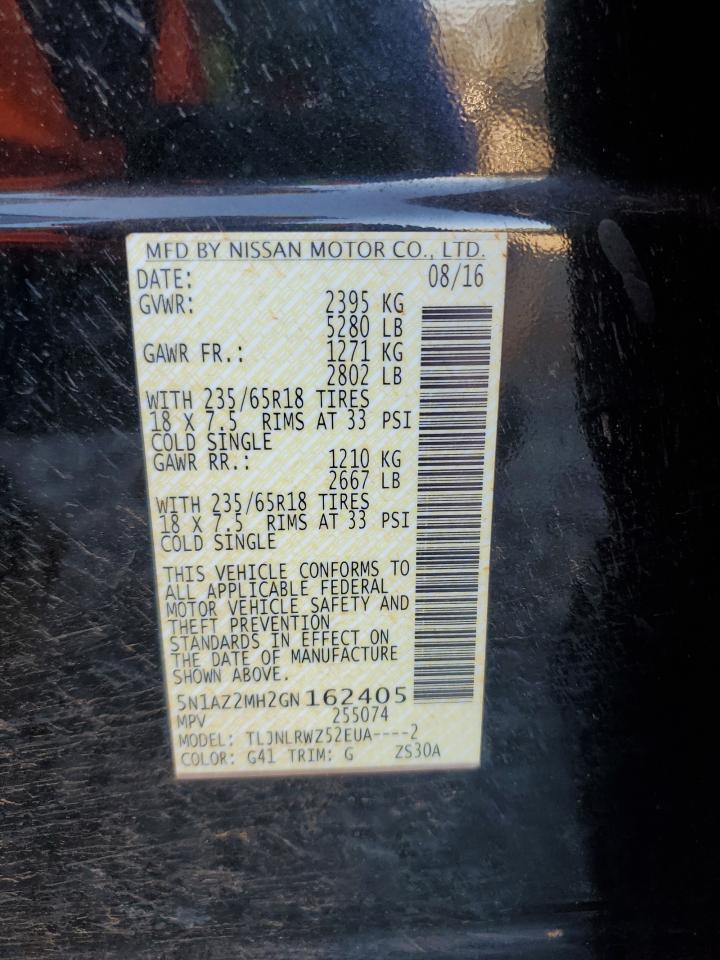 MFD BY NISSAN MOTOR CO., LTD.
DATE: 08/16
GVWR: 2395 KG
5280 LB
GAWR FR.: 1271 KG
2802 LB
WITH 235/65R18 TIRES
18 X 7.5 RIMS AT 33 PSI
COLD SINGLE
GAWR RR.: 1210 KG
2667 LB
WITH 235/65R18 TIRES
18 X 7.5 RIMS AT 33 PSI
COLD SINGLE
THIS VEHICLE CONFORMS TO
ALL APPLICABLE FEDERAL
MOTOR VEHICLE SAFETY AND
THEFT PREVENTION
STANDARDS IN EFFECT ON
THE DATE OF MANUFACTURE
SHOWN ABOVE.
5N1AZ2MH2GN162405
MPV 255074
MODEL: TLJNLRWZ52EUA----2
COLOR: G41 TRIM: G ZS30A